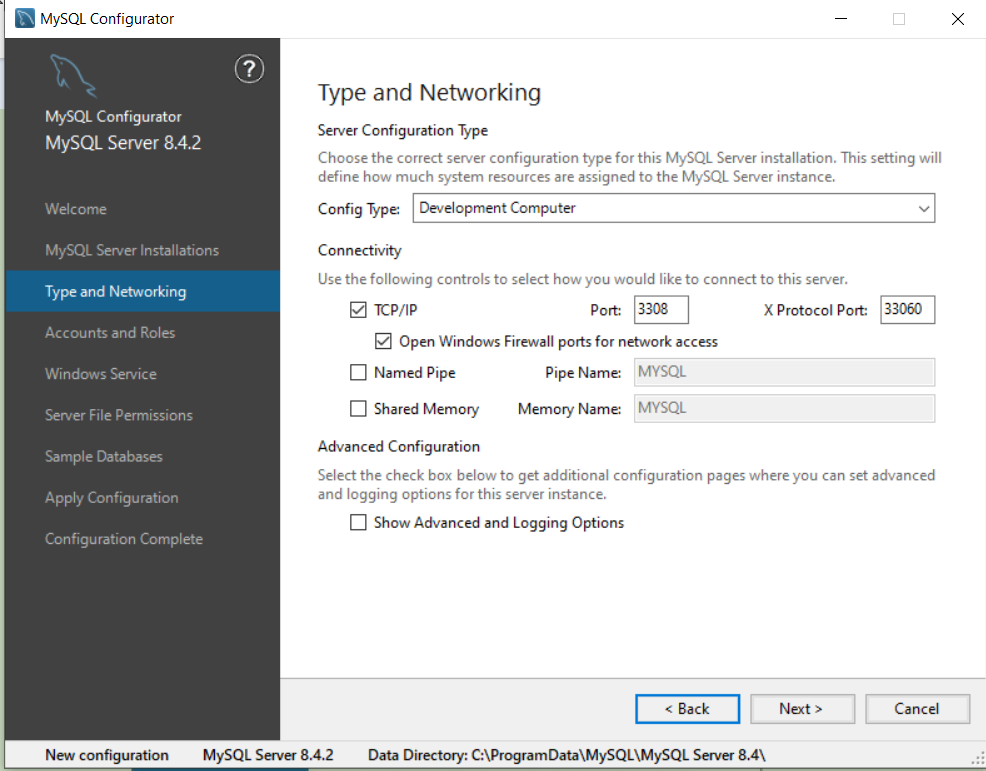 MySQL Configurator
?
MySQL Configurator
MySQL Server 8.4.2
Welcome
MySQL Server Installations
Type and Networking
Accounts and Roles
Windows Service
Server File Permissions
Sample Databases
Apply Configuration
Configuration Complete
Type and Networking
Server Configuration Type
Choose the correct server configuration type for this MySQL Server installation. This setting will
define how much system resources are assigned to the MySQL Server instance.
Config Type: Development Computer
Connectivity
Use the following controls to select how you would like to connect to this server.
TCP/IP Port: 3308 X Protocol Port: 33060
Open Windows Firewall ports for network access
Named Pipe Pipe Name: MYSQL
Shared Memory Memory Name: MYSQL
Advanced Configuration
Select the check box below to get additional configuration pages where you can set advanced
and logging options for this server instance.
Show Advanced and Logging Options
< Back Next > Cancel
New configuration MySQL Server 8.4.2 Data Directory: C:\ProgramData\MySQL\MySQL Server 8.4\